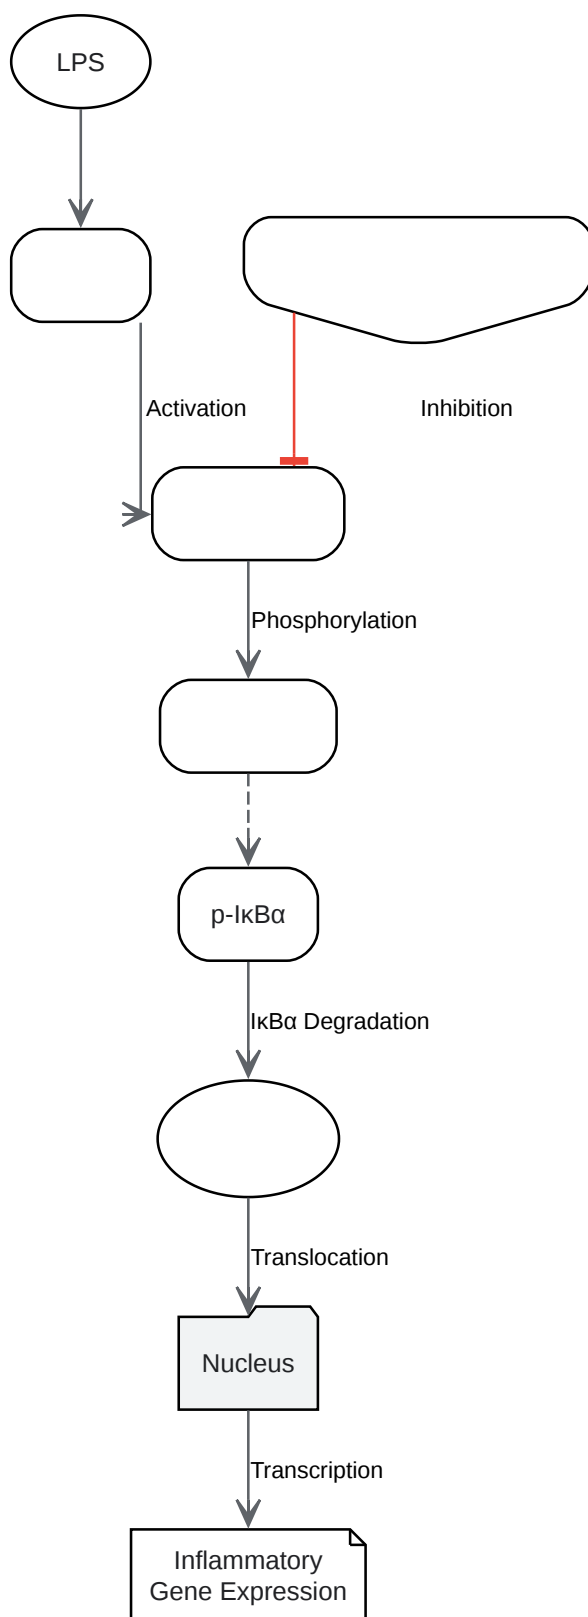 LPS
Activation
Inhibition
Phosphorylation
p-IκBα
IκBα Degradation
Translocation
Nucleus
Transcription
Inflammatory
Gene Expression